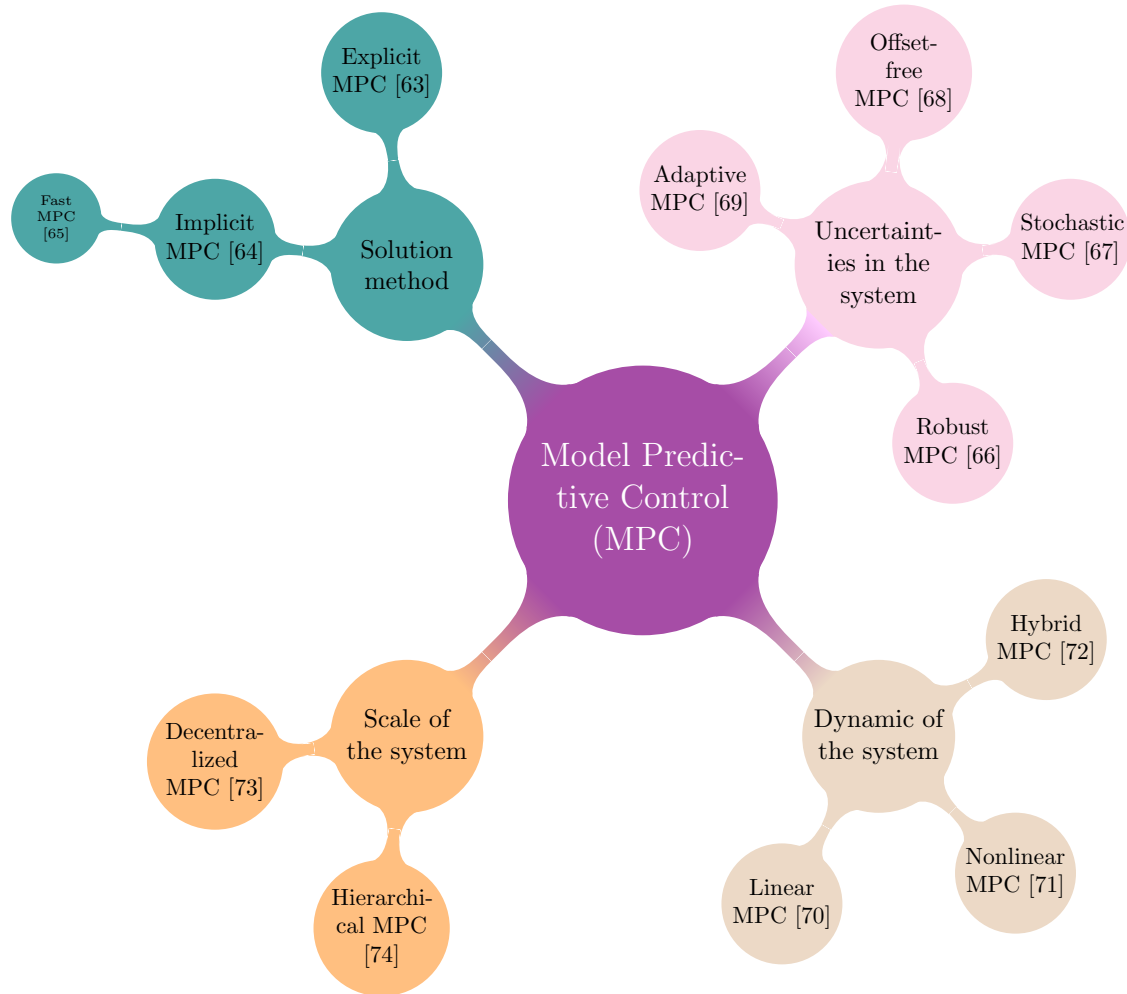 Explicit
MPC [63]
Fast
MPC
[65]
Implicit
MPC [64]
Solution
method
Offset-
free
MPC [68]
Adaptive
MPC [69]
Uncertaint-
ies in the
system
Stochastic
MPC [67]
Robust
MPC [66]
Model Predic-
tive Control
(MPC)
Hybrid
MPC [72]
Dynamic of
the system
Nonlinear
MPC [71]
Linear
MPC [70]
Scale of
the system
Decentra-
lized
MPC [73]
Hierarchi-
cal MPC
[74]